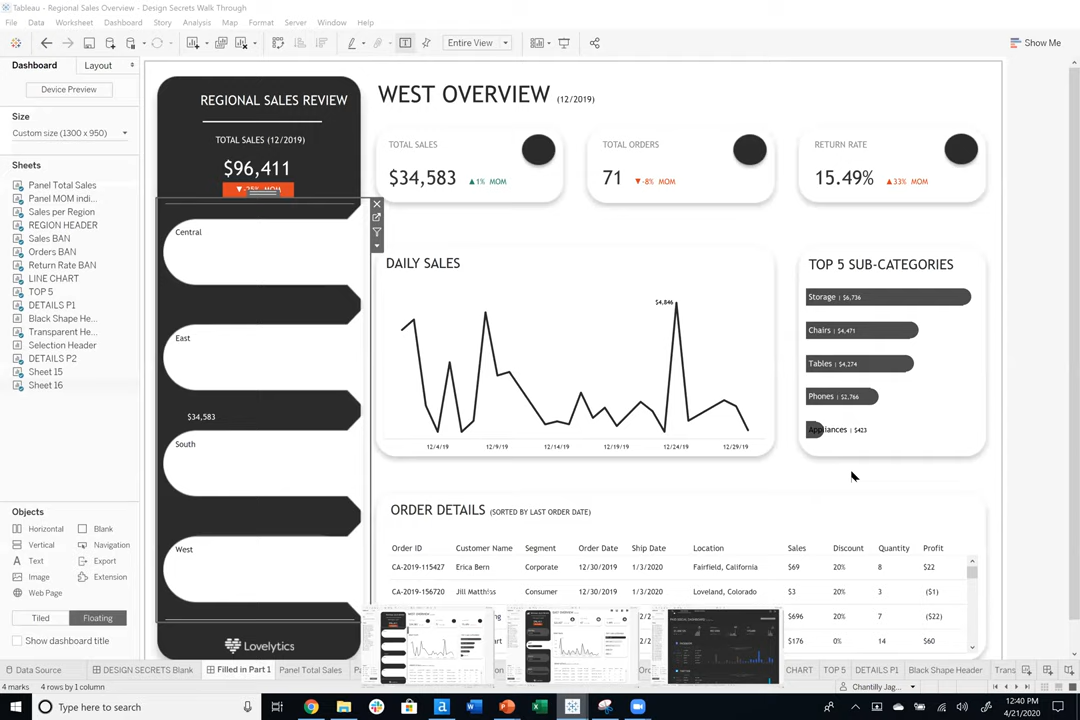 Tableau - Regional Sales Overview - Design Secrets Walk Through
File Data Worksheet Dashboard Story Analysis Map Format Server Window Help
Entire View
Show Me
Dashboard Layout
Device Preview
Size
Custom size (1300 x 950)
Sheets
Panel Total Sales
Panel MOM indi...
Sales per Region
REGION HEADER
Sales BAN
Orders BAN
Return Rate BAN
LINE CHART
TOP 5
DETAILS P1
Black Shape He...
Transparent He...
Selection Header
DETAILS P2
Sheet 15
Sheet 16
Objects
Horizontal Blank
Vertical Navigation
Text Export
Image Extension
Web Page
Tiled Floating
Show dashboard title
REGIONAL SALES REVIEW
TOTAL SALES (12/2019)
$96,411
Central
East
$34,583
South
West
Lovelytics
WEST OVERVIEW (12/2019)
TOTAL SALES
$34,583 ▲1% MOM
TOTAL ORDERS
71 ▼-8% MOM
RETURN RATE
15.49% ▲33% MOM
DAILY SALES
$4,846
12/4/19 12/9/19 12/14/19 12/19/19 12/24/19 12/29/19
TOP 5 SUB-CATEGORIES
Storage | $6,736
Chairs | $4,471
Tables | $4,274
Phones | $2,766
Appliances | $423
ORDER DETAILS (SORTED BY LAST ORDER DATE)
Order ID Customer Name Segment Order Date Ship Date Location Sales Discount Quantity Profit
CA-2019-115427 Erica Bern Corporate 12/30/2019 1/3/2020 Fairfield, California $69 20% 8 $22
CA-2019-156720 Jill Matthiss Consumer 12/30/2019 1/3/2020 Loveland, Colorado $3 20% 3 ($1)
$696 20% 7 ($22)
$176 0% 14 $60
Data Source DESIGN SECRETS Blank Filled in Part 1 Panel Total Sales CHART TOP 5 DETAILS P1 Black Shape Header Trans
4 marks 4 rows by 1 column
Chantilly Jag...
Type here to search
12:40 PM
4/21/2020